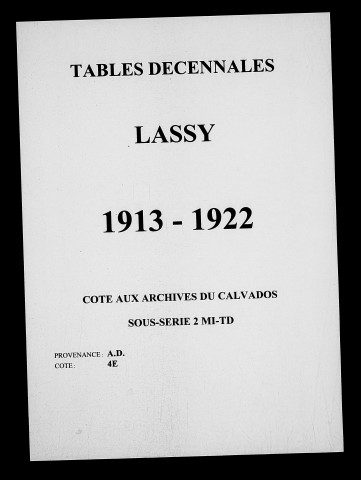 TABLES DECENNALES
LASSY
1913 - 1922
COTE AUX ARCHIVES DU CALVADOS
SOUS-SERIE 2 MI-TD
PROVENANCE : A.D.
COTE : 4E